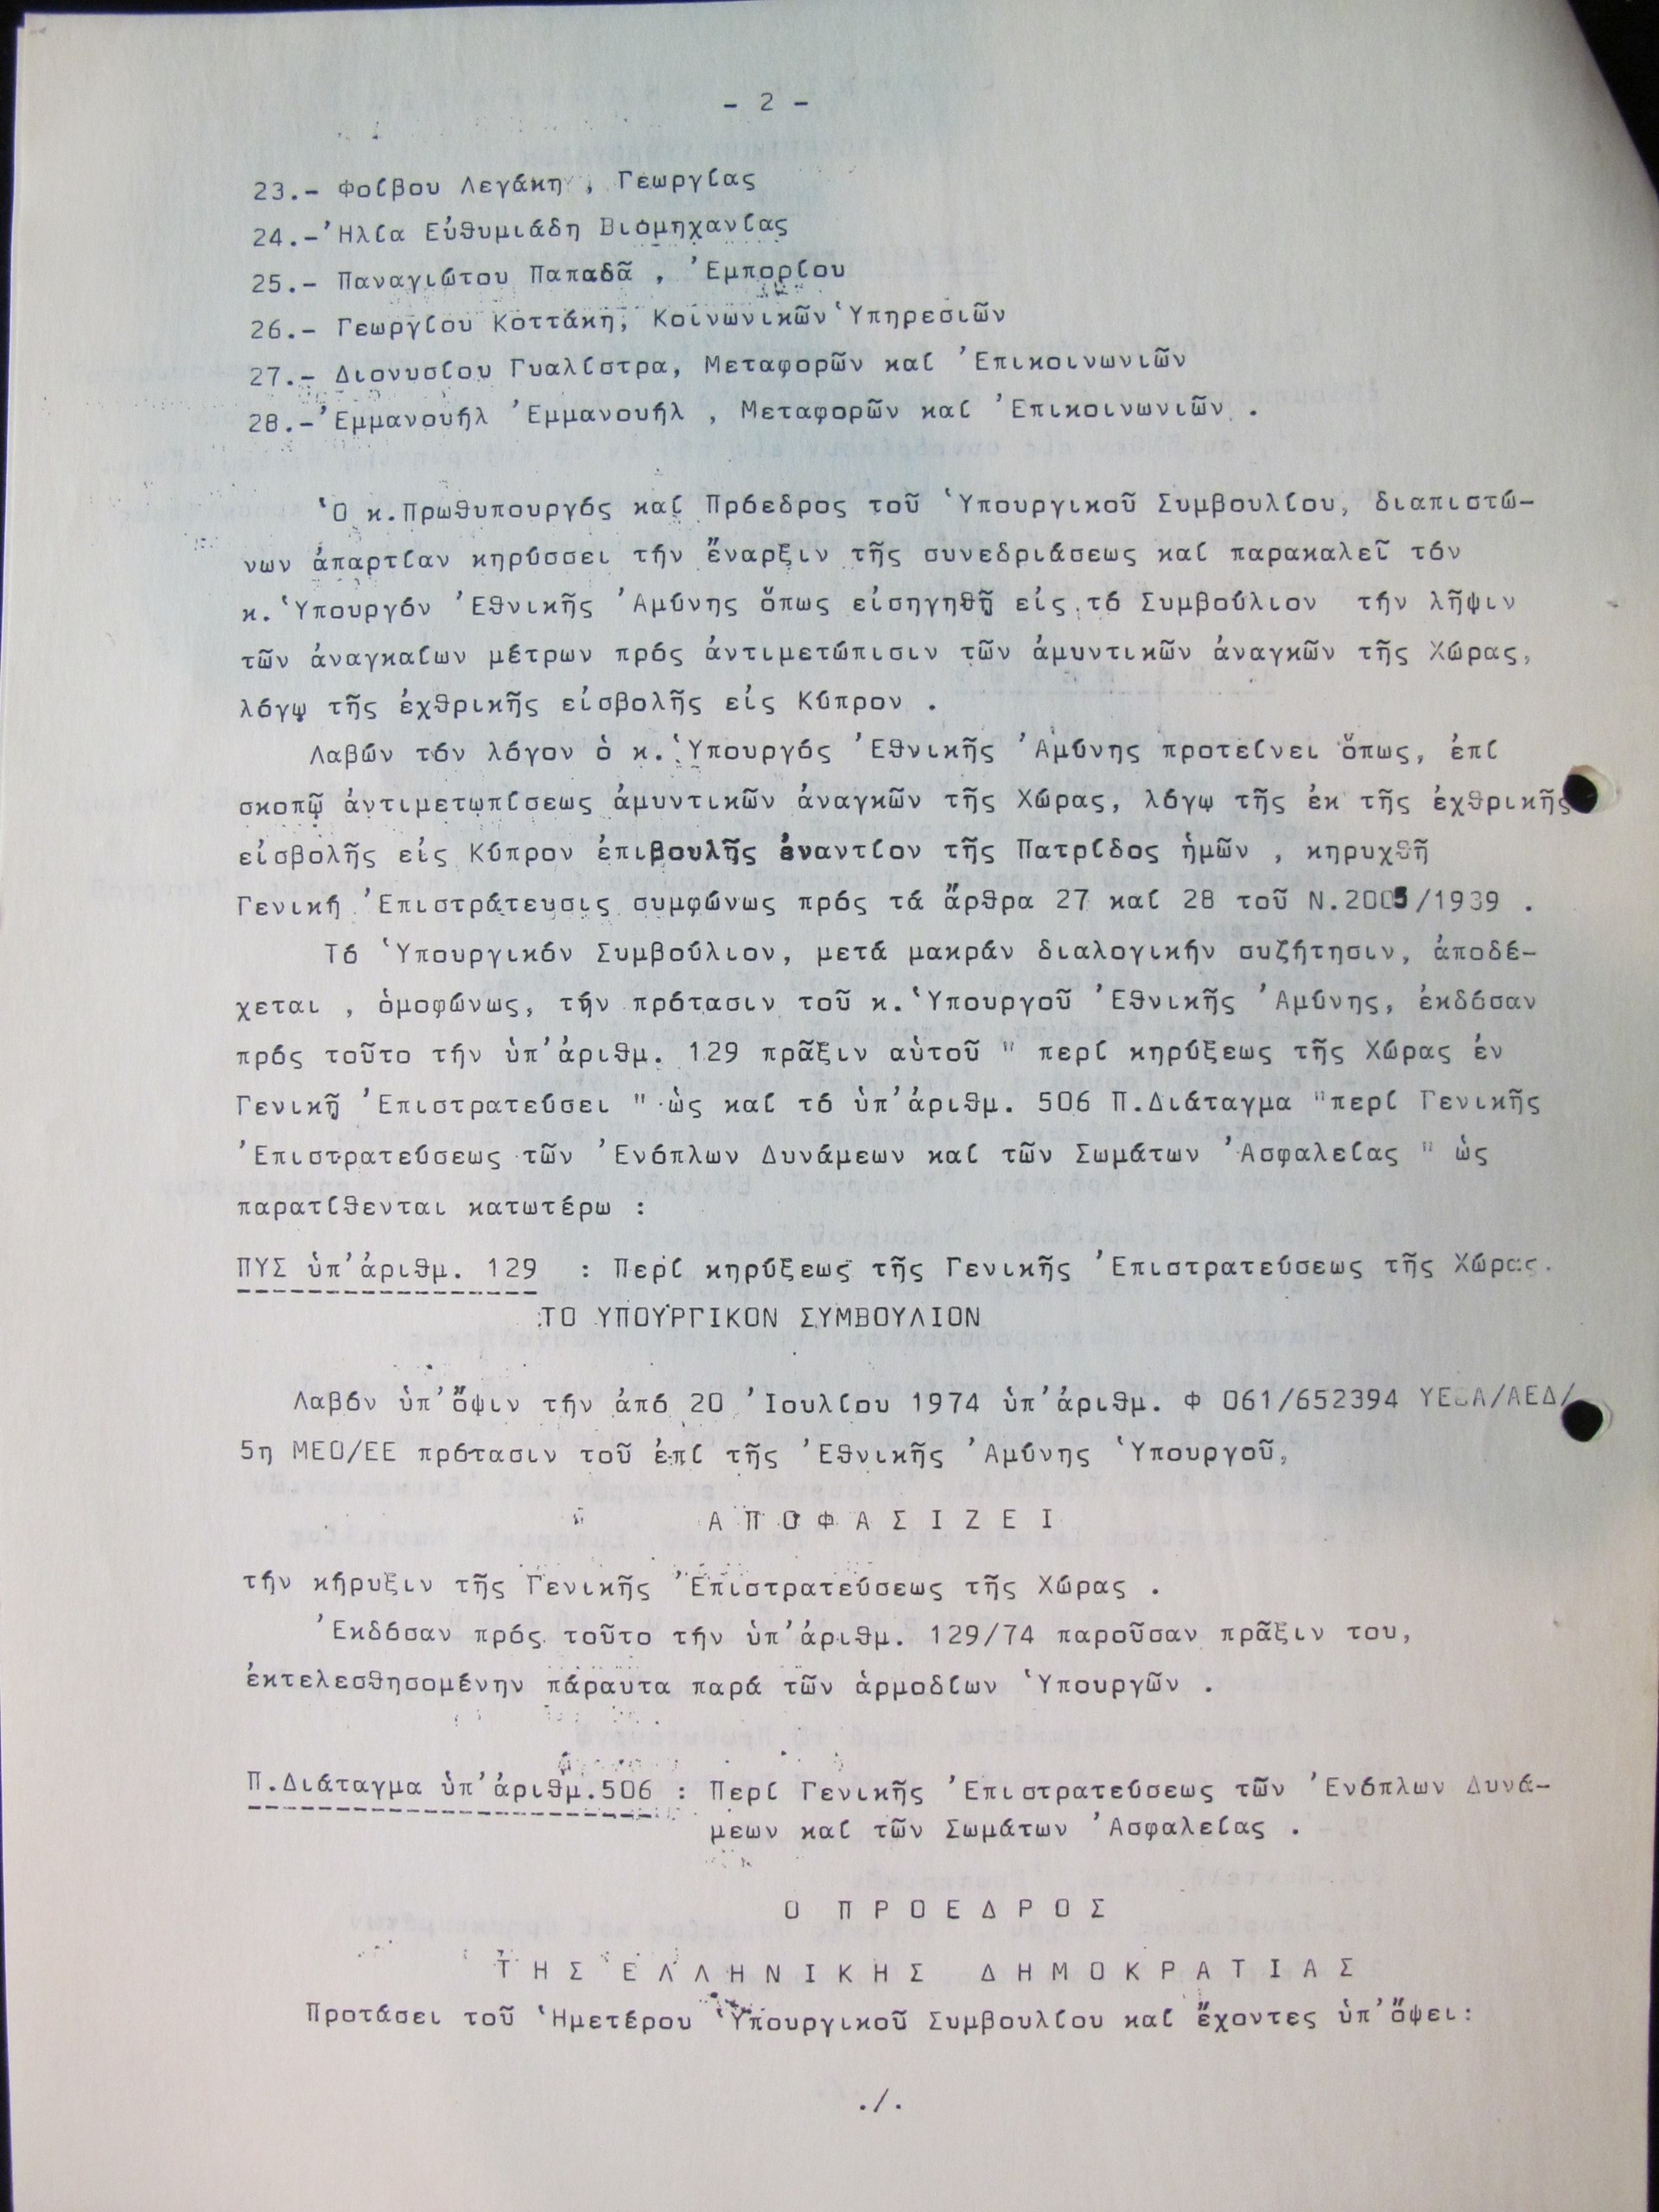 - 2 -
23.- Φοίβου Λεγάκη , Γεωργίας
24.-'Ηλία Εὐθυμιάδη Βιομηχανίας
25.- Παναγιώτου Παπαδᾶ , 'Εμπορίου
26.- Γεωργίου Κοττάκη, Κοινωνικῶν 'Υπηρεσιῶν
27.- Διονυσίου Γυαλίστρα, Μεταφορῶν καί 'Επικοινωνιῶν
28.-'Εμμανουήλ 'Εμμανουήλ , Μεταφορῶν καί 'Επικοινωνιῶν .
'Ο κ.Πρωθυπουργός καί Πρόεδρος τοῦ 'Υπουργικοῦ Συμβουλίου, διαπιστώ-
νων ἀπαρτίαν κηρύσσει τήν ἔναρξιν τῆς συνεδριάσεως καί παρακαλεῖ τόν
κ.'Υπουργόν 'Εθνικῆς 'Αμύνης ὅπως εἰσηγηθῇ εἰς τό Συμβούλιον τήν λῆψιν
τῶν ἀναγκαίων μέτρων πρός ἀντιμετώπισιν τῶν ἀμυντικῶν ἀναγκῶν τῆς Χώρας,
λόγῳ τῆς ἐχθρικῆς εἰσβολῆς εἰς Κύπρον .
Λαβών τόν λόγον ὁ κ.'Υπουργός 'Εθνικῆς 'Αμύνης προτείνει ὅπως, ἐπί
σκοπῷ ἀντιμετωπίσεως ἀμυντικῶν ἀναγκῶν τῆς Χώρας, λόγῳ τῆς ἐκ τῆς ἐχθρικῆς
εἰσβολῆς εἰς Κύπρον ἐπιβουλῆς ἐναντίον τῆς Πατρίδος ἡμῶν , κηρυχθῆ
Γενική 'Επιστράτευσις συμφώνως πρός τά ἄρθρα 27 καί 28 τοῦ Ν.2005/1939 .
Τό 'Υπουργικόν Συμβούλιον, μετά μακράν διαλογικήν συζήτησιν, ἀποδέ-
χεται , ὁμοφώνως, τήν πρότασιν τοῦ κ.'Υπουργοῦ 'Εθνικῆς 'Αμύνης, ἐκδόσαν
πρός τοῦτο τήν ὑπ'ἀριθμ. 129 πρᾶξιν αὐτοῦ " περί κηρύξεως τῆς Χώρας ἐν
Γενικῇ 'Επιστρατεύσει " ὡς καί τό ὑπ'ἀριθμ. 506 Π.Διάταγμα "περί Γενικῆς
'Επιστρατεύσεως τῶν 'Ενόπλων Δυνάμεων καί τῶν Σωμάτων 'Ασφαλείας " ὡς
παρατίθενται κατωτέρω :
ΠΥΣ ὑπ'ἀριθμ. 129 : Περί κηρύξεως τῆς Γενικῆς 'Επιστρατεύσεως τῆς Χώρας.
ΤΟ ΥΠΟΥΡΓΙΚΟΝ ΣΥΜΒΟΥΛΙΟΝ
Λαβόν ὑπ'ὄψιν τήν ἀπό 20 'Ιουλίου 1974 ὑπ'ἀριθμ. Φ 061/652394 /ΑΕΔ/
5η ΜΕΟ/ΕΕ πρότασιν τοῦ ἐπί τῆς 'Εθνικῆς 'Αμύνης 'Υπουργοῦ,
Α Π Ο Φ Α Σ Ι Ζ Ε Ι
τήν κήρυξιν τῆς Γενικῆς 'Επιστρατεύσεως τῆς Χώρας .
'Εκδόσαν πρός τοῦτο τήν ὑπ'ἀριθμ. 129/74 παροῦσαν πρᾶξιν του,
ἐκτελεσθησομένην πάραυτα παρά τῶν ἁρμοδίων 'Υπουργῶν .
Π.Διάταγμα ὑπ'ἀριθμ.506 : Περί Γενικῆς 'Επιστρατεύσεως τῶν 'Ενόπλων Δυνά-
μεων καί τῶν Σωμάτων 'Ασφαλείας .
Ο Π Ρ Ο Ε Δ Ρ Ο Σ
Τ Η Σ Ε Λ Λ Η Ν Ι Κ Η Σ Δ Η Μ Ο Κ Ρ Α Τ Ι Α Σ
Προτάσει τοῦ 'Ημετέρου 'Υπουργικοῦ Συμβουλίου καί ἔχοντες ὑπ'ὄψει:
./.